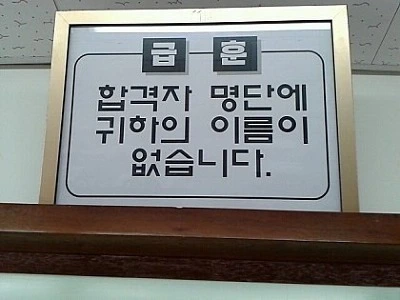 급 훈
합격자 명단에
귀하의 이름이
없습니다.